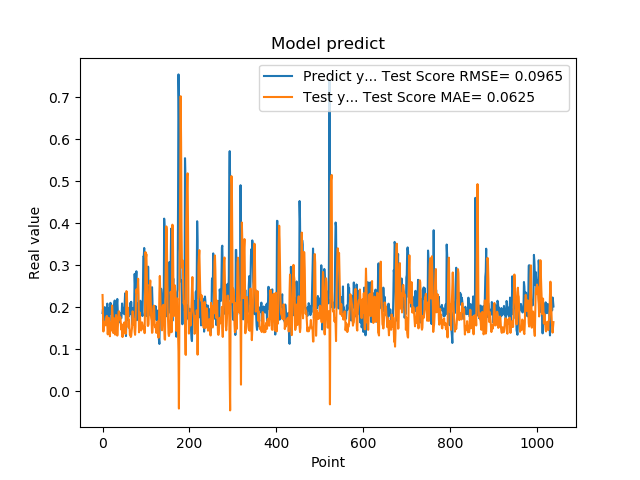 Model predict
Predict y... Test Score RMSE= 0.0965
Test y... Test Score MAE= 0.0625
0.7
0.6
0.5
0.4
0.3
0.2
0.1
0.0
Real value
0 200 400 600 800 1000
Point